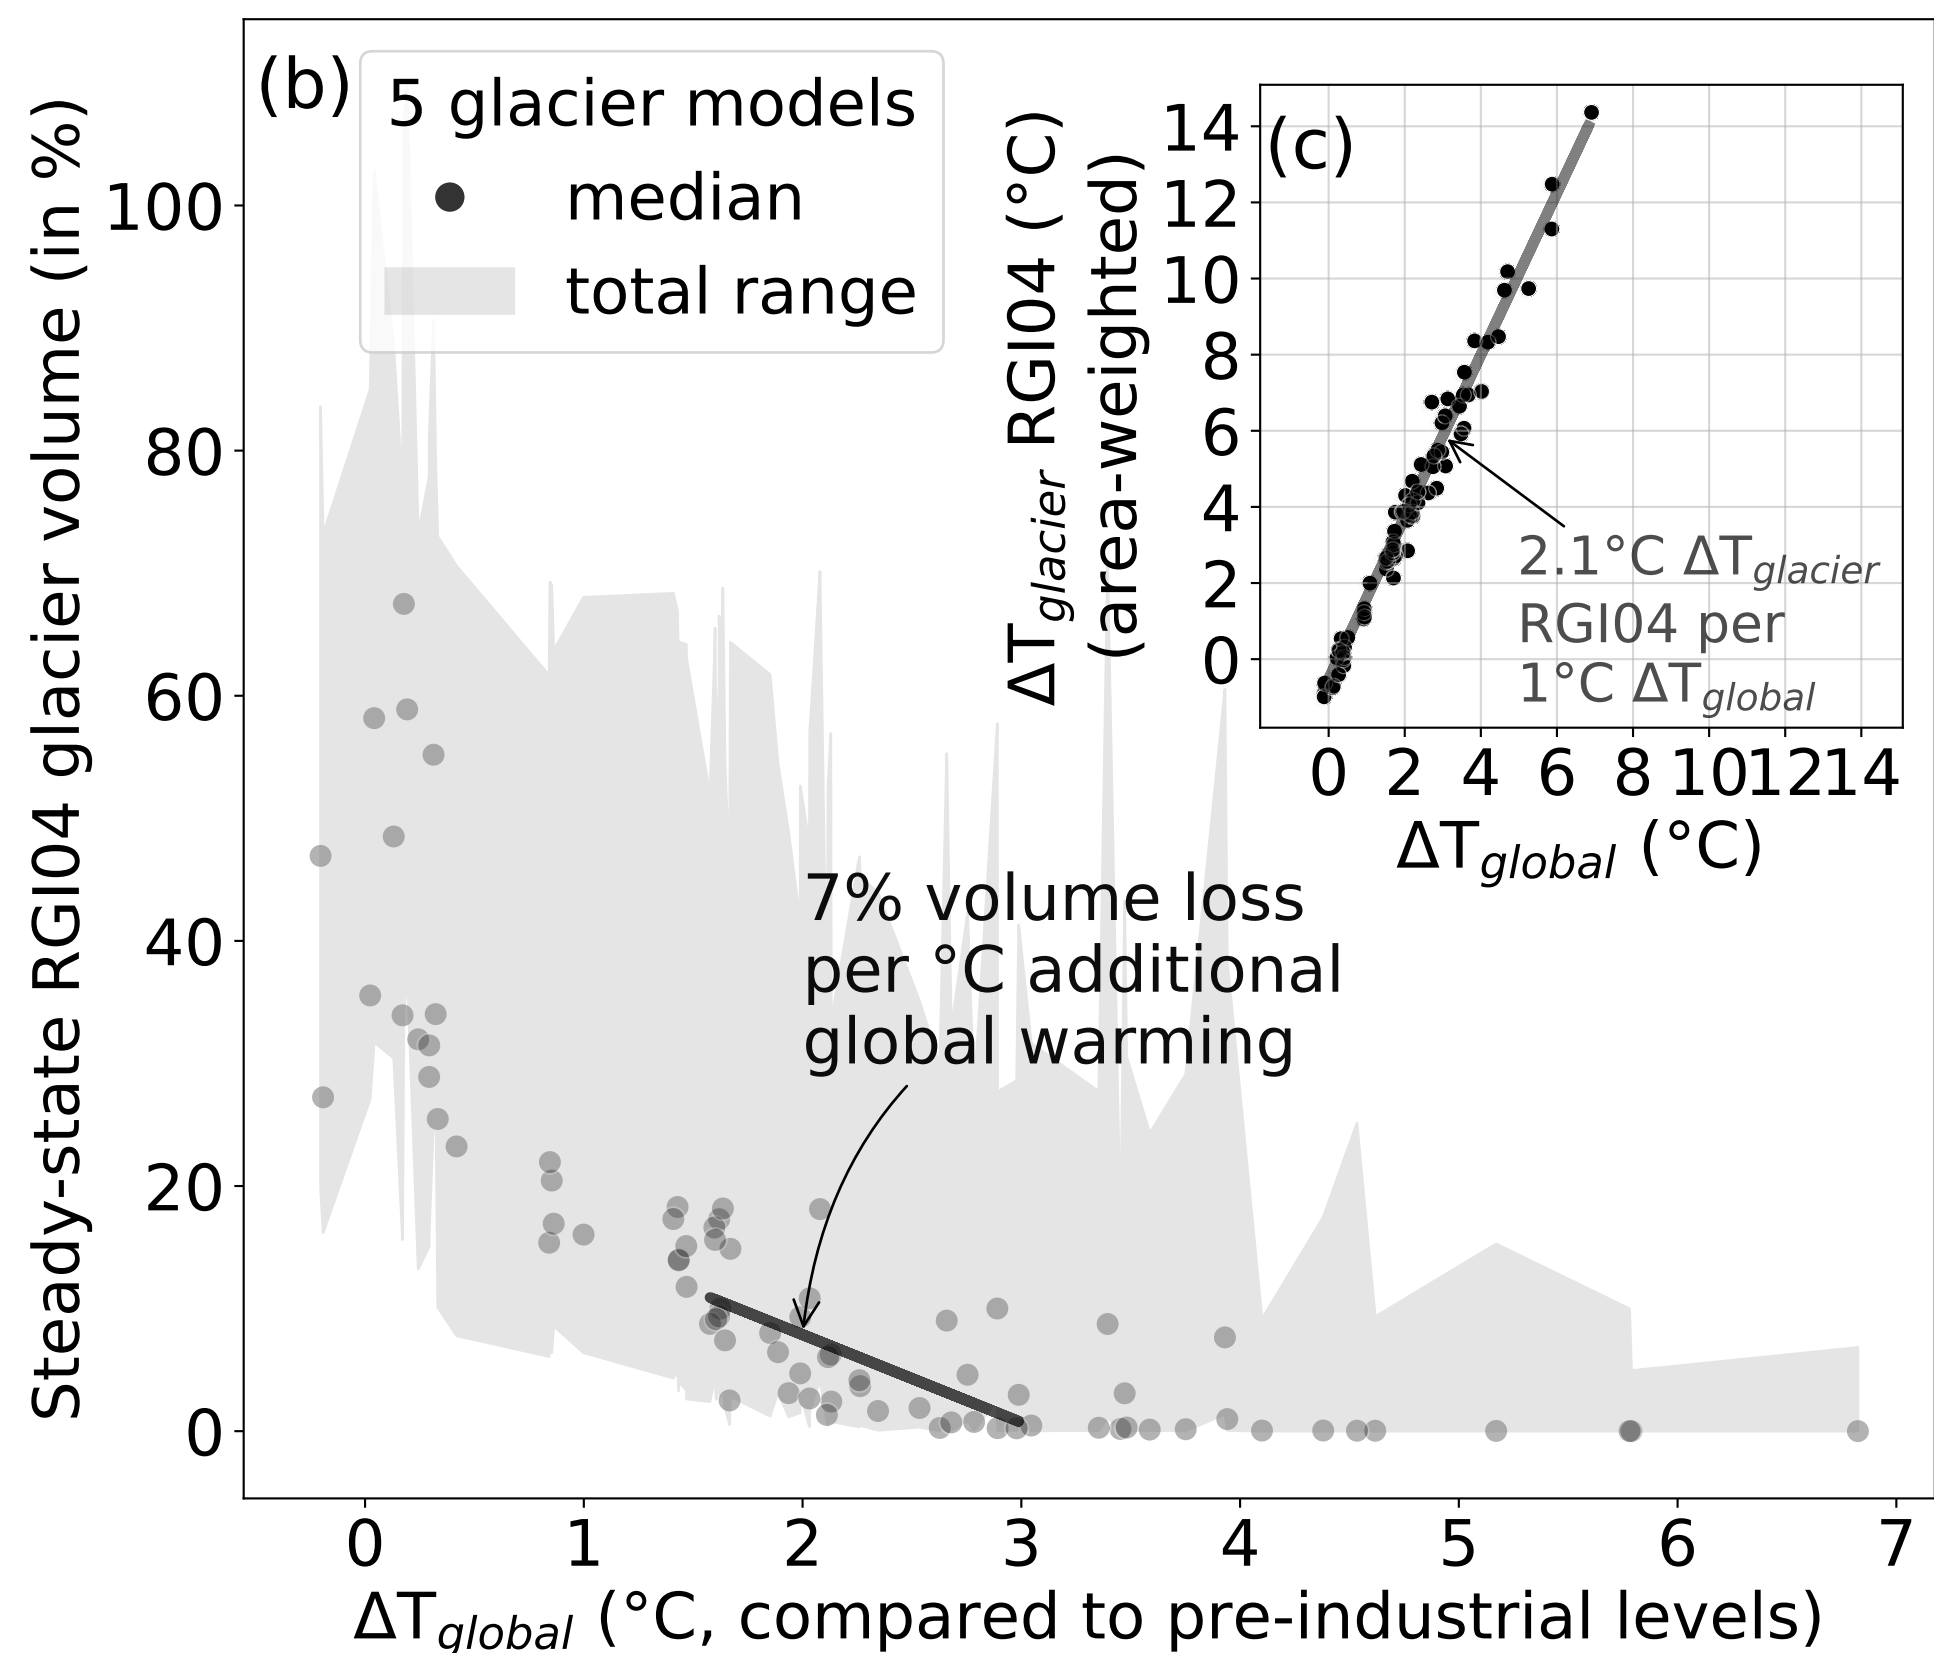 (b)
5 glacier models
median
total range
Steady-state RGI04 glacier volume (in %)
100
80
60
40
20
0
7% volume loss
per °C additional
global warming
0 1 2 3 4 5 6 7
ΔTglobal (°C, compared to pre-industrial levels)
(c)
ΔTglacier RGI04 (°C)
(area-weighted)
14
12
10
8
6
4
2
0
2.1°C ΔTglacier
RGI04 per
1°C ΔTglobal
0 2 4 6 8 10 12 14
ΔTglobal (°C)